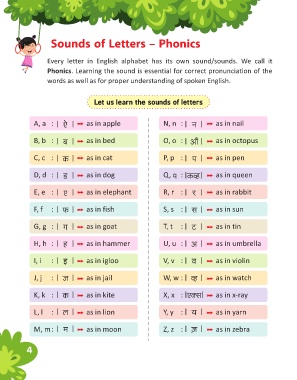 Sounds of Letters – Phonics
Every letter in English alphabet has its own sound/sounds. We call it
Phonics. Learning the sound is essential for correct pronunciation of the
words as well as for proper understanding of spoken English.
Let us learn the sounds of letters
A, a : | ऐ | ➡ as in apple
B, b : | ब | ➡ as in bed
C, c : | क | ➡ as in cat
D, d : | ड | ➡ as in dog
E, e : | ए | ➡ as in elephant
F, f : | फ | ➡ as in fish
G, g : | ग | ➡ as in goat
H, h : | ह | ➡ as in hammer
I, i : | इ | ➡ as in igloo
J, j : | ज | ➡ as in jail
K, k : | क | ➡ as in kite
L, l : | ल | ➡ as in lion
M, m : | म | ➡ as in moon
N, n : | न | ➡ as in nail
O, o : | ऑ | ➡ as in octopus
P, p : | प | ➡ as in pen
Q, q : |क्व्ह| ➡ as in queen
R, r : | र | ➡ as in rabbit
S, s : | स | ➡ as in sun
T, t : | ट | ➡ as in tin
U, u : | अ | ➡ as in umbrella
V, v : | व | ➡ as in violin
W, w : | व्ह | ➡ as in watch
X, x : |एक्स| ➡ as in x-ray
Y, y : | य | ➡ as in yarn
Z, z : | ज़ | ➡ as in zebra
4